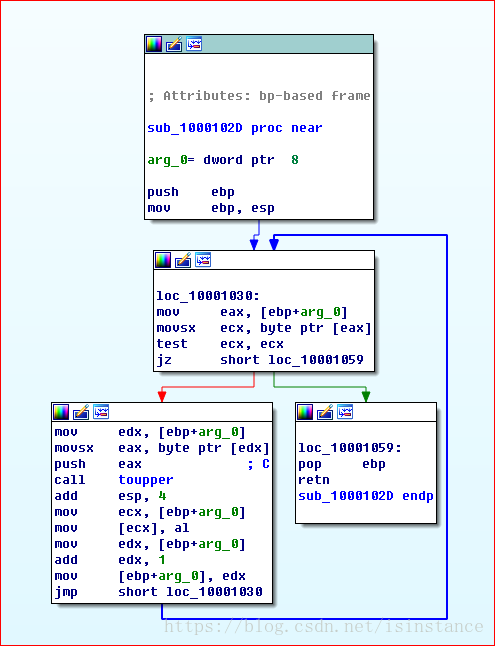 ; Attributes: bp-based frame
sub_1000102D proc near
arg_0= dword ptr  8
push    ebp
mov     ebp, esp
loc_10001030:
mov     eax, [ebp+arg_0]
movsx   ecx, byte ptr [eax]
test    ecx, ecx
jz      short loc_10001059
mov     edx, [ebp+arg_0]
movsx   eax, byte ptr [edx]
push    eax             ; C
call    toupper
add     esp, 4
mov     ecx, [ebp+arg_0]
mov     [ecx], al
mov     edx, [ebp+arg_0]
add     edx, 1
mov     [ebp+arg_0], edx
jmp     short loc_10001030
loc_10001059:
pop     ebp
retn
sub_1000102D endp
https://blog.csdn.net/isinstance